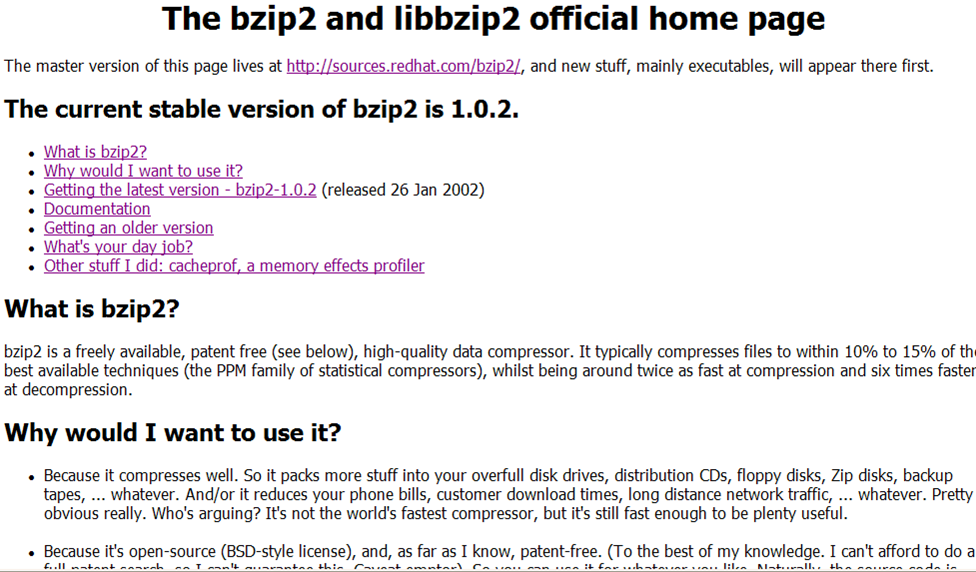 The bzip2 and libbzip2 official home page
The master version of this page lives at http://sources.redhat.com/bzip2/, and new stuff, mainly executables, will appear there first.
The current stable version of bzip2 is 1.0.2.
• What is bzip2?
• Why would I want to use it?
• Getting the latest version - bzip2-1.0.2 (released 26 Jan 2002)
• Documentation
• Getting an older version
• What's your day job?
• Other stuff I did: cacheprof, a memory effects profiler
What is bzip2?
bzip2 is a freely available, patent free (see below), high-quality data compressor. It typically compresses files to within 10% to 15% of the
best available techniques (the PPM family of statistical compressors), whilst being around twice as fast at compression and six times faster
at decompression.
Why would I want to use it?
• Because it compresses well. So it packs more stuff into your overfull disk drives, distribution CDs, floppy disks, Zip disks, backup
tapes, ... whatever. And/or it reduces your phone bills, customer download times, long distance network traffic, ... whatever. Pretty
obvious really. Who's arguing? It's not the world's fastest compressor, but it's still fast enough to be plenty useful.
• Because it's open-source (BSD-style license), and, as far as I know, patent-free. (To the best of my knowledge. I can't afford to do a
full patent search, so I can't guarantee this. Caveat emptor). So you can use it for whatever you like. Naturally, the source code is